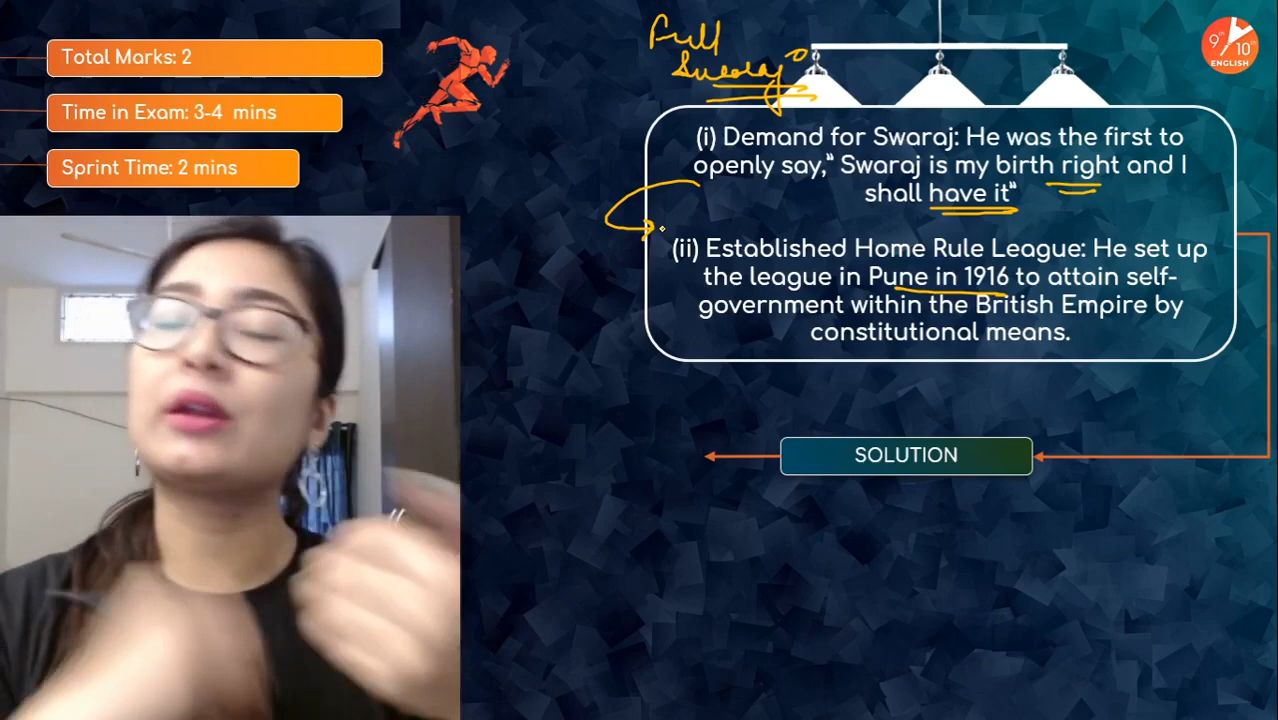 Total Marks: 2
Time in Exam: 3-4 mins
Sprint Time: 2 mins
Full
Swaraj
9th 10th
ENGLISH
(i) Demand for Swaraj: He was the first to
openly say,” Swaraj is my birth right and I
shall have it”
(ii) Established Home Rule League: He set up
the league in Pune in 1916 to attain self-
government within the British Empire by
constitutional means.
SOLUTION